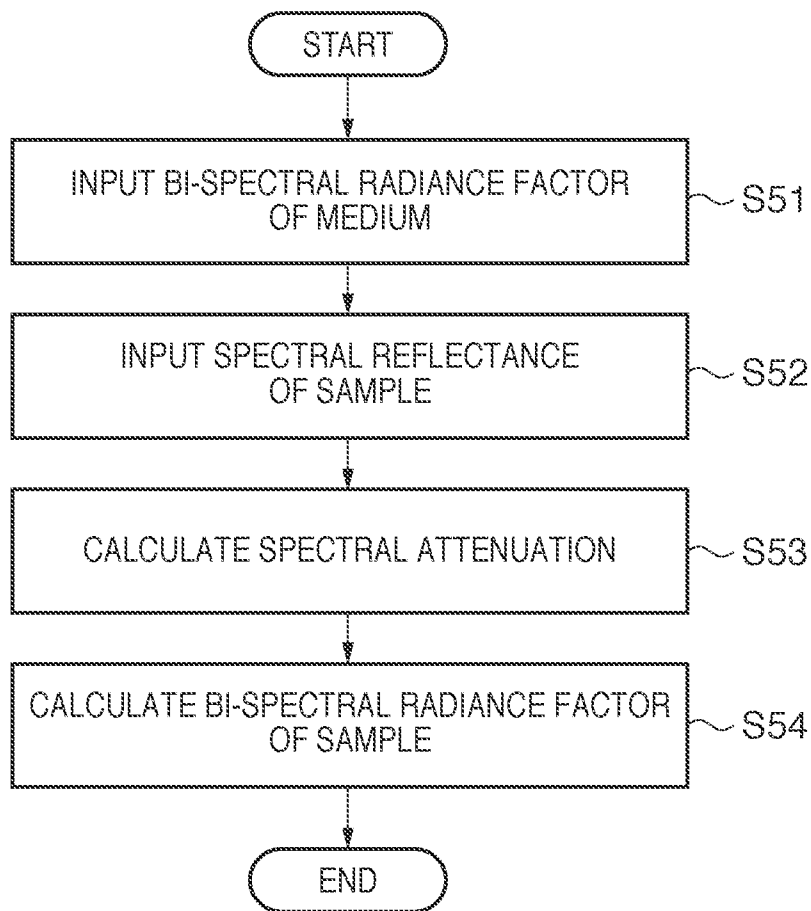 START
INPUT BI-SPECTRAL RADIANCE FACTOR
OF MEDIUM
S51
INPUT SPECTRAL REFLECTANCE
OF SAMPLE
S52
CALCULATE SPECTRAL ATTENUATION
S53
CALCULATE BI-SPECTRAL RADIANCE FACTOR
OF SAMPLE
S54
END